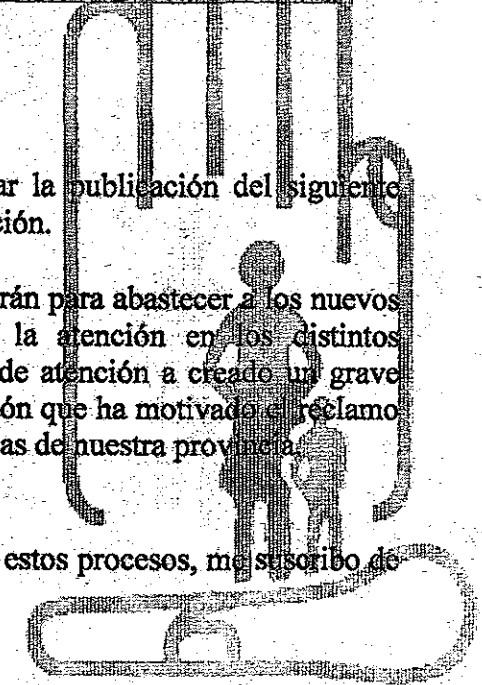 ar la publicación del siguiente
ción.
rán para abastecer a los nuevos
la atención en los distintos
de atención a creado un grave
ón que ha motivado el reclamo
as de nuestra provincia.
estos procesos, me suscribo de